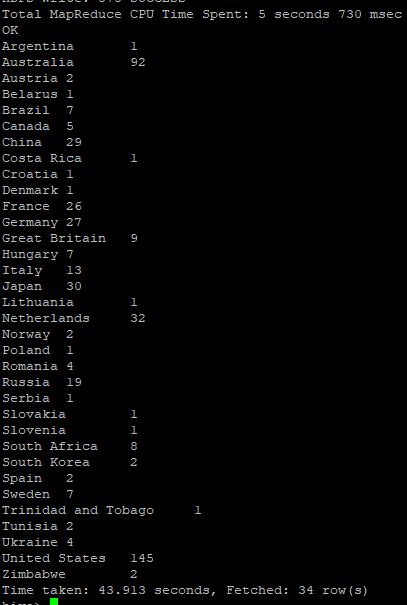 Total MapReduce CPU Time Spent: 5 seconds 730 msec
OK
Argentina 1
Australia 92
Austria 2
Belarus 1
Brazil 7
Canada 5
China 29
Costa Rica 1
Croatia 1
Denmark 1
France 26
Germany 27
Great Britain 9
Hungary 7
Italy 13
Japan 30
Lithuania 1
Netherlands 32
Norway 2
Poland 1
Romania 4
Russia 19
Serbia 1
Slovakia 1
Slovenia 1
South Africa 8
South Korea 2
Spain 2
Sweden 7
Trinidad and Tobago 1
Tunisia 2
Ukraine 4
United States 145
Zimbabwe 2
Time taken: 43.913 seconds, Fetched: 34 row(s)
hive>